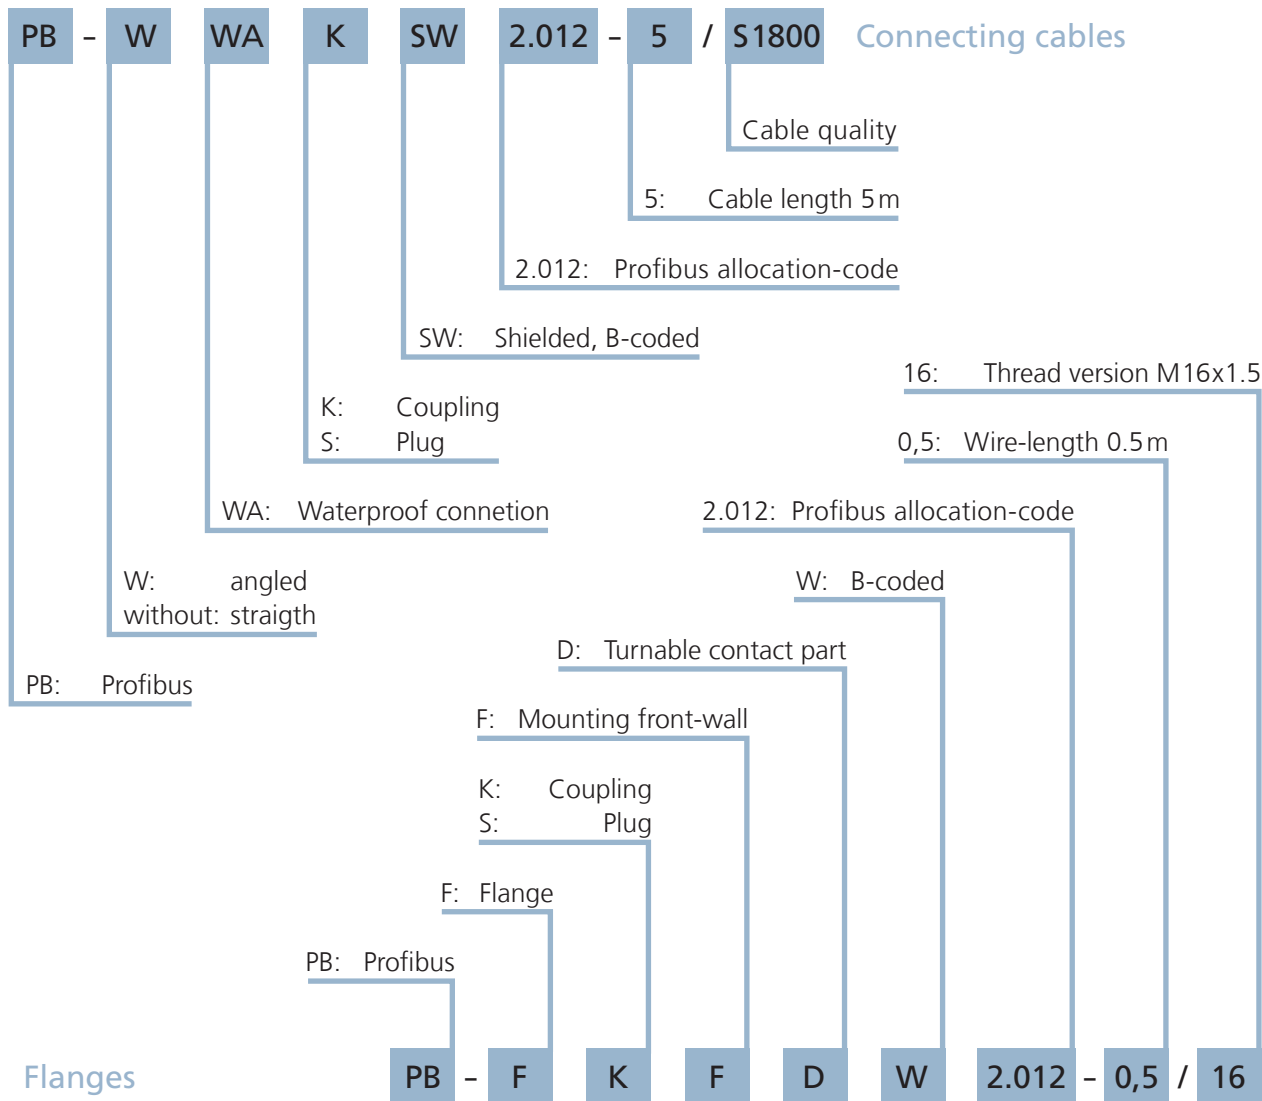 PB – W WA K SW 2.012 – 5 / S1800 Connecting cables
Cable quality
5: Cable length 5m
2.012: Profibus allocation-code
SW: Shielded, B-coded
16: Thread version M16x1.5
K: Coupling
S: Plug
0,5: Wire-length 0.5m
WA: Waterproof connetion
2.012: Profibus allocation-code
W: angled
without: straigth
W: B-coded
D: Turnable contact part
PB: Profibus
F: Mounting front-wall
K: Coupling
S: Plug
F: Flange
PB: Profibus
Flanges PB – F K F D W 2.012 – 0,5 / 16